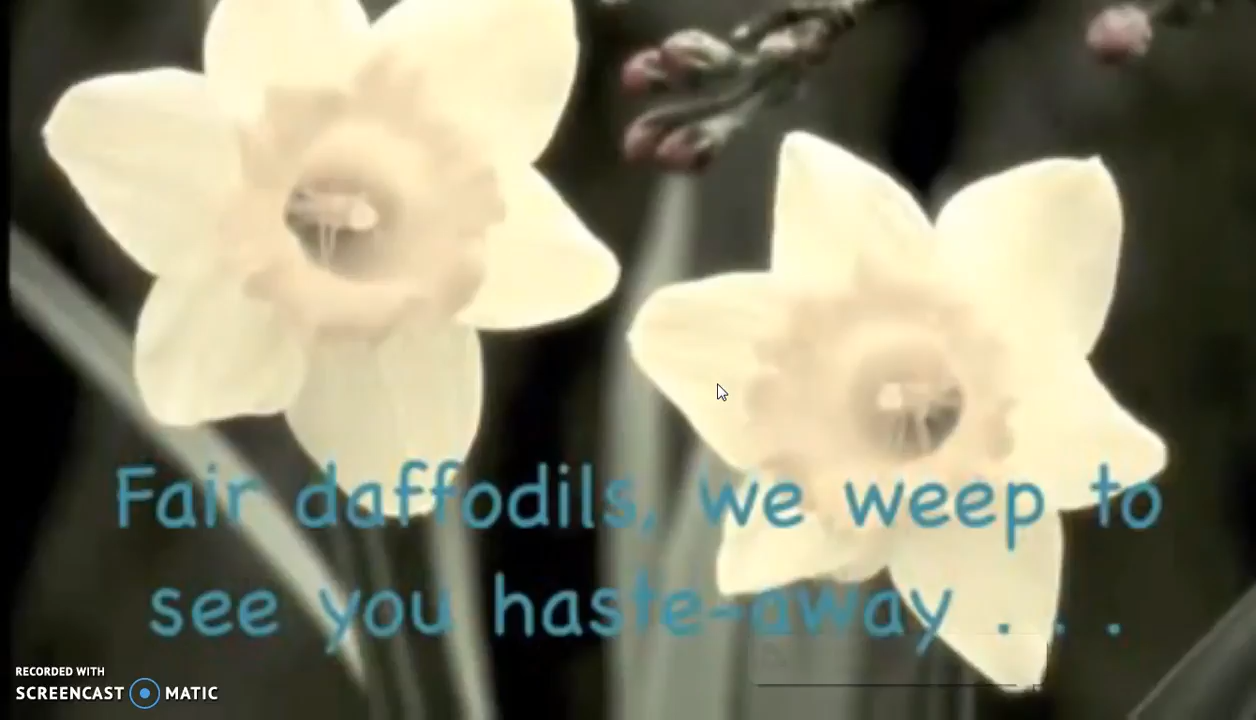 Fair daffodils, we weep to
see you haste-away . . .
RECORDED WITH
SCREENCAST MATIC